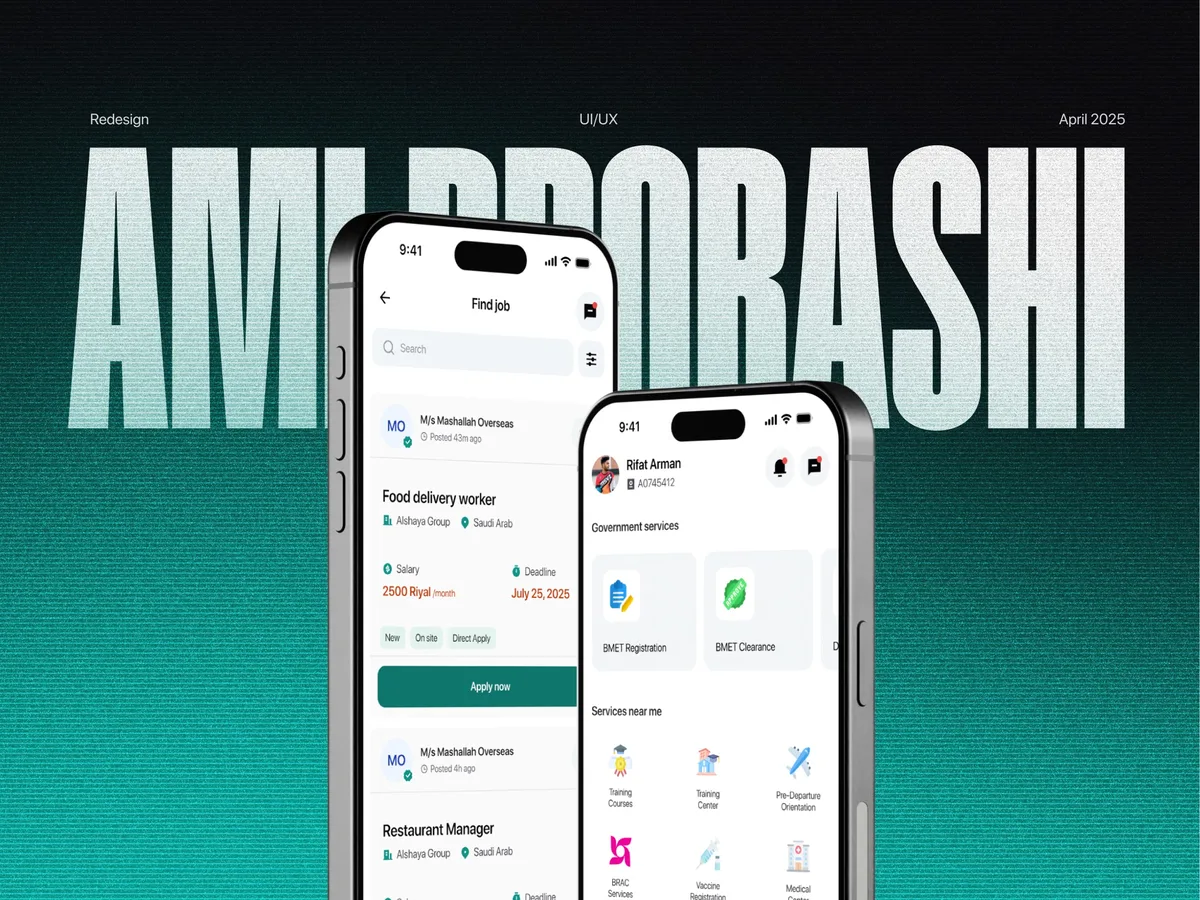 Redesign
UI/UX
April 2025
AMI PROBASHI
9:41
Find job
Search
MO
M/s Mashallah Overseas
Posted 43m ago
Food delivery worker
Alshaya Group
Saudi Arab
Salary
Deadline
2500 Riyal /month
July 25, 2025
New
On site
Direct Apply
Apply now
MO
M/s Mashallah Overseas
Posted 4h ago
Restaurant Manager
Alshaya Group
Saudi Arab
Deadline
9:41
Rifat Arman
A0745412
Government services
BMET Registration
BMET Clearance
D
Services near me
Training
Courses
Training
Center
Pre-Departure
Orientation
BRAC
Services
Vaccine
Registration
Medical
Center